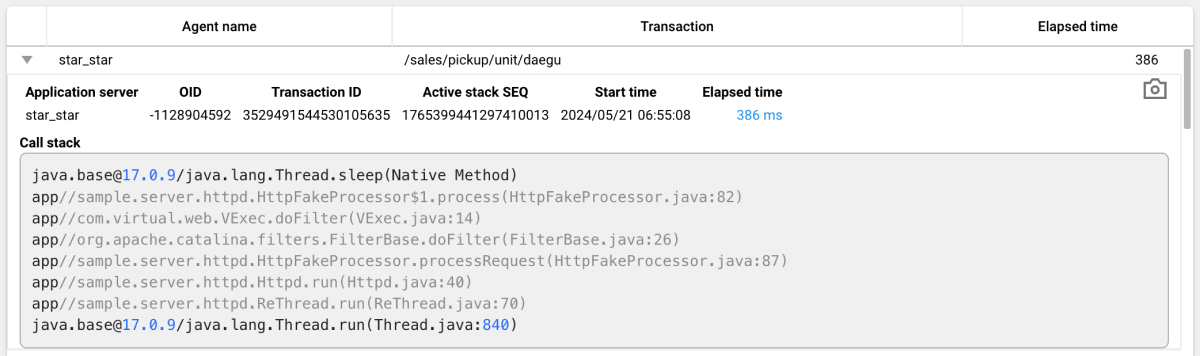 Agent name Transaction Elapsed time
star_star /sales/pickup/unit/daegu 386
Application server OID Transaction ID Active stack SEQ Start time Elapsed time
star_star -1128904592 3529491544530105635 1765399441297410013 2024/05/21 06:55:08 386 ms
Call stack
java.base@17.0.9/java.lang.Thread.sleep(Native Method)
app//sample.server.httpd.HttpFakeProcessor$1.process(HttpFakeProcessor.java:82)
app//com.virtual.web.VExec.doFilter(VExec.java:14)
app//org.apache.catalina.filters.FilterBase.doFilter(FilterBase.java:26)
app//sample.server.httpd.HttpFakeProcessor.processRequest(HttpFakeProcessor.java:87)
app//sample.server.httpd.Httpd.run(Httpd.java:40)
app//sample.server.httpd.ReThread.run(ReThread.java:70)
java.base@17.0.9/java.lang.Thread.run(Thread.java:840)